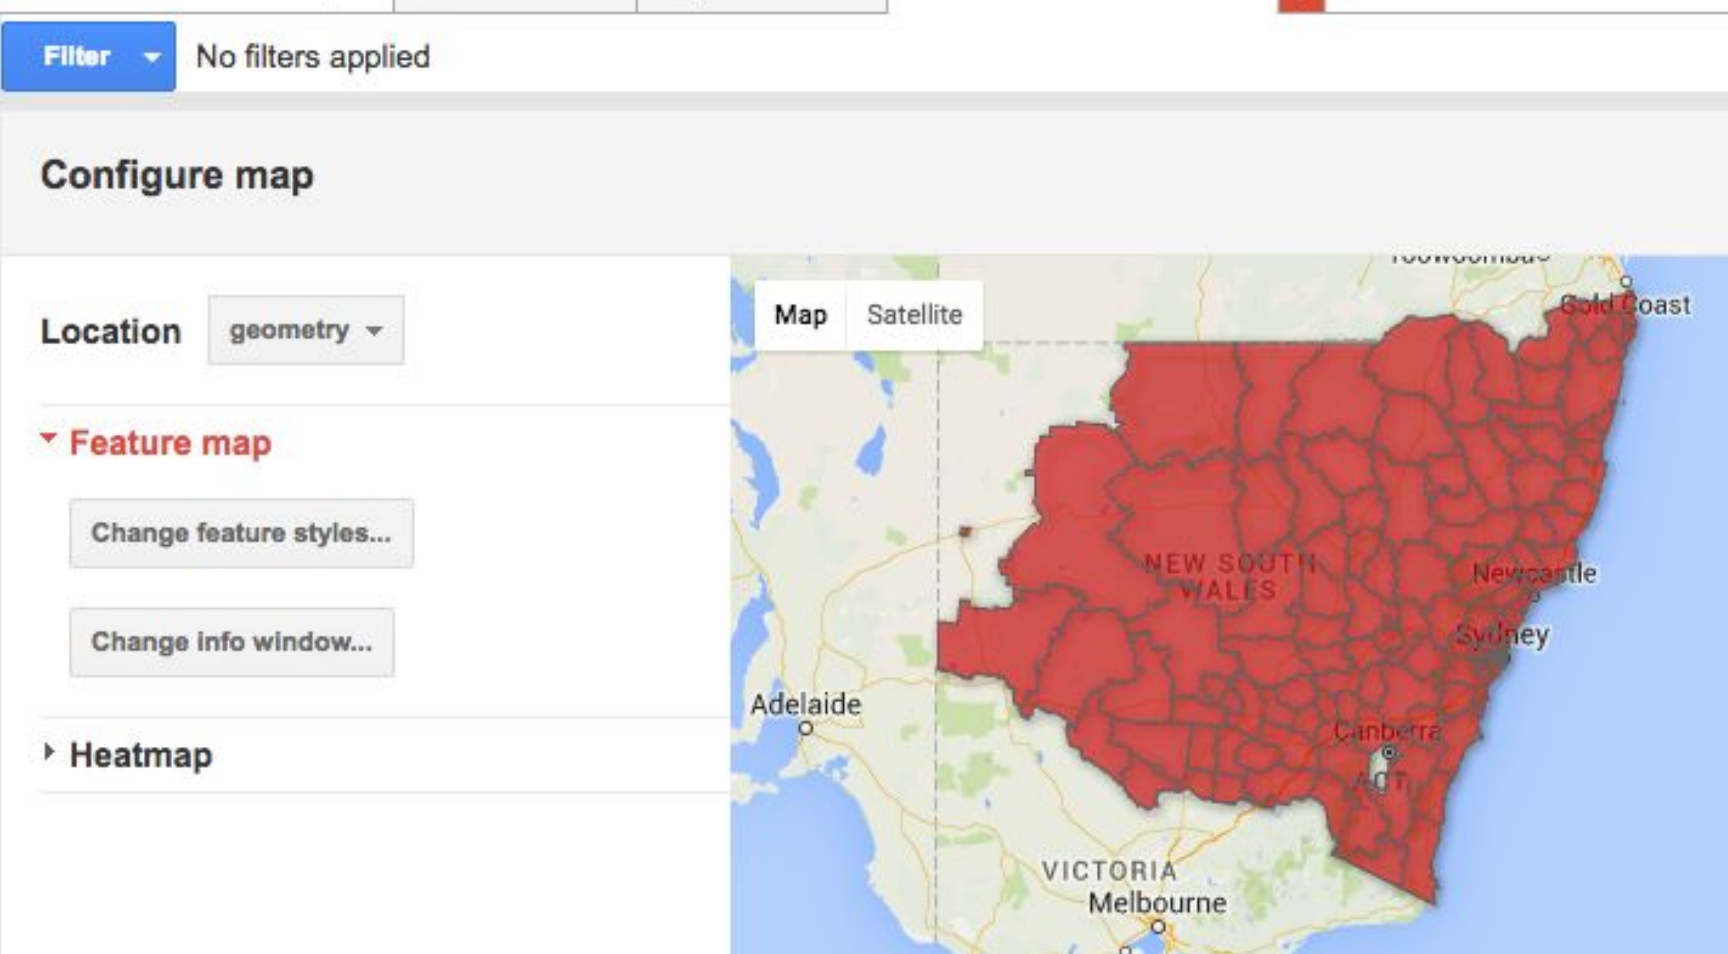 Filter
No filters applied
Configure map
Location
geometry
Feature map
Change feature styles...
Change info window...
Heatmap
Map
Satellite
Toowoomba
Gold Coast
NEW SOUTH
WALES
Newcastle
Sydney
Adelaide
Canberra
ACT
VICTORIA
Melbourne